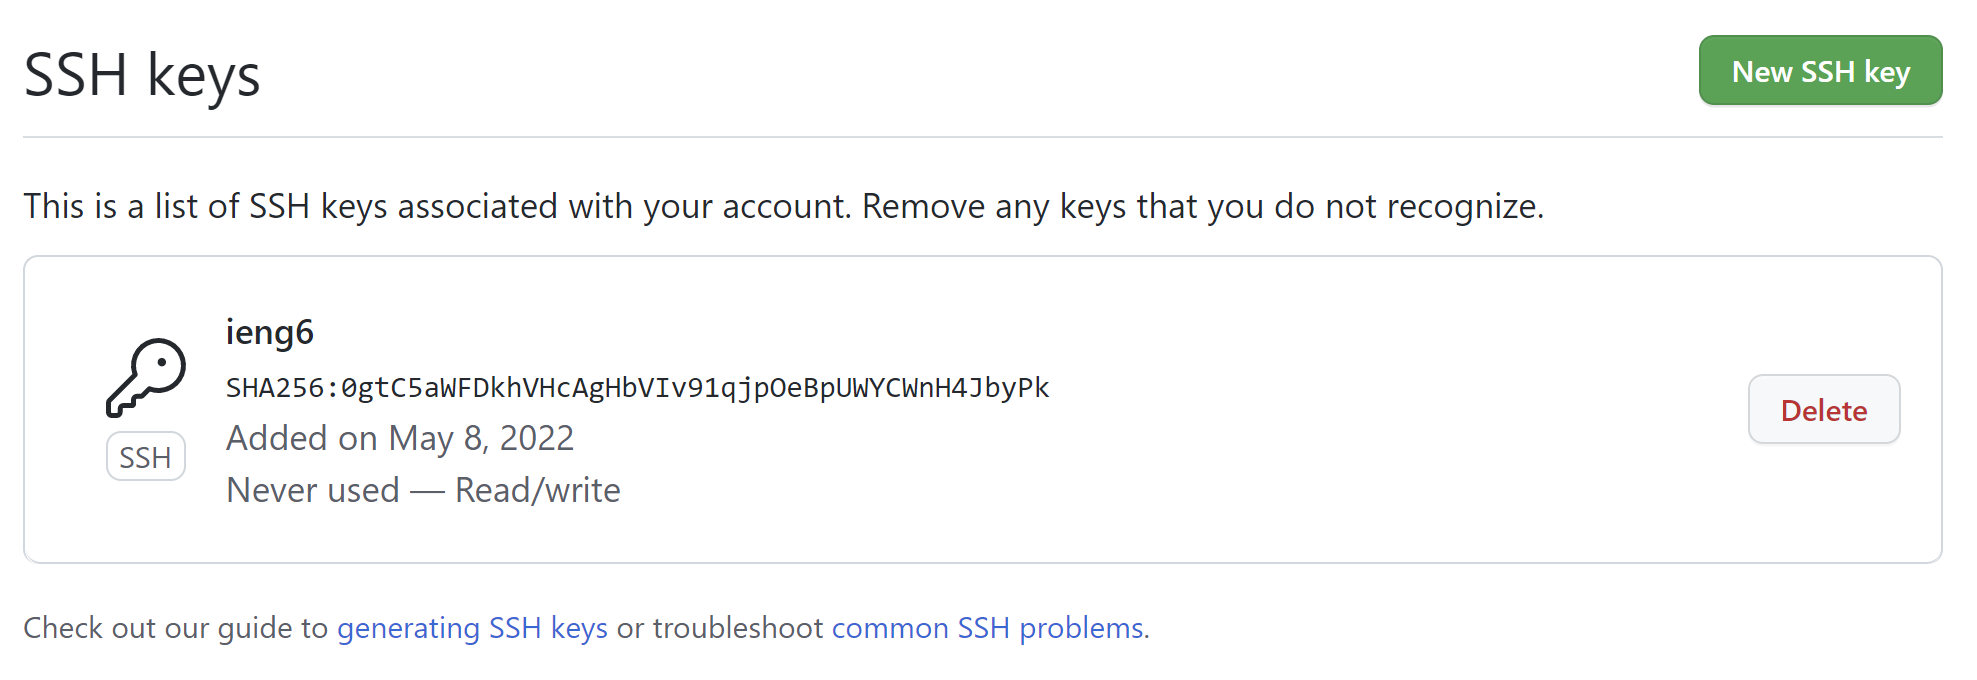 SSH keys
New SSH key
This is a list of SSH keys associated with your account. Remove any keys that you do not recognize.
ieng6
SHA256:0gtC5aWFDkhVHcAgHbVIv91qjpOeBpUWYCWnH4JbyPk
Added on May 8, 2022
Never used — Read/write
SSH
Delete
Check out our guide to generating SSH keys or troubleshoot common SSH problems.